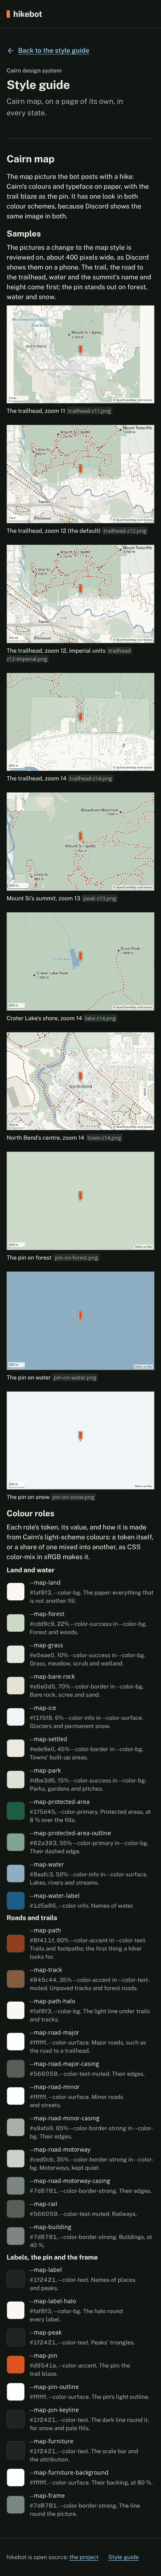 hikebot
← Back to the style guide
Cairn design system
Style guide
Cairn map, on a page of its own, in
every state.
Cairn map
The map picture the bot posts with a hike:
Cairn's colours and typeface on paper, with the
trail blaze as the pin. It has one look for both
colour schemes, because Discord shows the
same image in both.
Samples
The pictures a change to the map style is
reviewed on, about 400 pixels wide, as Discord
shows them on a phone. The trail, the road to
the trailhead, water and the summit's name and
height come first; the pin stands out on forest,
water and snow.
The trailhead, zoom 11 trailhead-z11.png
The trailhead, zoom 12 (the default) trailhead-z12.png
The trailhead, zoom 12, imperial units trailhead-
z12-imperial.png
The trailhead, zoom 14 trailhead-z14.png
Mount Si's summit, zoom 13 peak-z13.png
Crater Lake's shore, zoom 14 lake-z14.png
North Bend
North Bend's centre, zoom 14 town-z14.png
The pin on forest pin-on-forest.png
The pin on water pin-on-water.png
The pin on snow pin-on-snow.png
Colour roles
Each role's token, its value, and how it is made
from Cairn's light-scheme colours: a token itself,
or a share of one mixed into another, as CSS
color-mix in sRGB makes it.
Land and water
--map-land
#faf8f3, --color-bg. The paper: everything that
is not another fill.
--map-forest
#cdd9c9, 22% --color-success in --color-bg.
Forest and woods.
--map-grass
#e5eae0, 10% --color-success in --color-bg.
Grass, meadow, scrub and wetland.
--map-bare-rock
#e6e0d5, 70% --color-border in --color-bg.
Bare rock, scree and sand.
--map-ice
#f1f5f8, 6% --color-info in --color-surface.
Glaciers and permanent snow.
--map-settled
#ede9e0, 45% --color-border in --color-bg.
Towns' built-up areas.
--map-park
#dbe3d6, 15% --color-success in --color-bg.
Parks, gardens and pitches.
--map-protected-area
#1f5d45, --color-primary. Protected areas, at
8 % over the fills.
--map-protected-area-outline
#82a393, 55% --color-primary in --color-bg.
Their dashed edge.
--map-water
#8eafc3, 50% --color-info in --color-surface.
Lakes, rivers and streams.
--map-water-label
#1d5e86, --color-info. Names of water.
Roads and trails
--map-path
#8f411f, 60% --color-accent in --color-text.
Trails and footpaths: the first thing a hiker
looks for.
--map-track
#845c44, 35% --color-accent in --color-text-
muted. Unpaved tracks and forest roads.
--map-path-halo
#faf8f3, --color-bg. The light line under trails
and tracks.
--map-road-major
#ffffff, --color-surface. Major roads, such as
the road to a trailhead.
--map-road-major-casing
#566059, --color-text-muted. Their edges.
--map-road-minor
#ffffff, --color-surface. Minor roads
and streets.
--map-road-minor-casing
#a9afa9, 65% --color-border-strong in --color-
bg. Their edges.
--map-road-motorway
#ced0cb, 35% --color-border-strong in --color-
bg. Motorways, kept quiet.
--map-road-motorway-casing
#7d8781, --color-border-strong. Their edges.
--map-rail
#566059, --color-text-muted. Railways.
--map-building
#7d8781, --color-border-strong. Buildings, at
40 %.
Labels, the pin and the frame
--map-label
#1f2421, --color-text. Names of places
and peaks.
--map-label-halo
#faf8f3, --color-bg. The halo round
every label.
--map-peak
#1f2421, --color-text. Peaks' triangles.
--map-pin
#d9541e, --color-accent. The pin: the
trail blaze.
--map-pin-outline
#ffffff, --color-surface. The pin's light outline.
--map-pin-keyline
#1f2421, --color-text. The dark line round it,
for snow and pale fills.
--map-furniture
#1f2421, --color-text. The scale bar and
the attribution.
--map-furniture-background
#ffffff, --color-surface. Their backing, at 80 %.
--map-frame
#7d8781, --color-border-strong. The line
round the picture.
hikebot is open source: the project Style guide